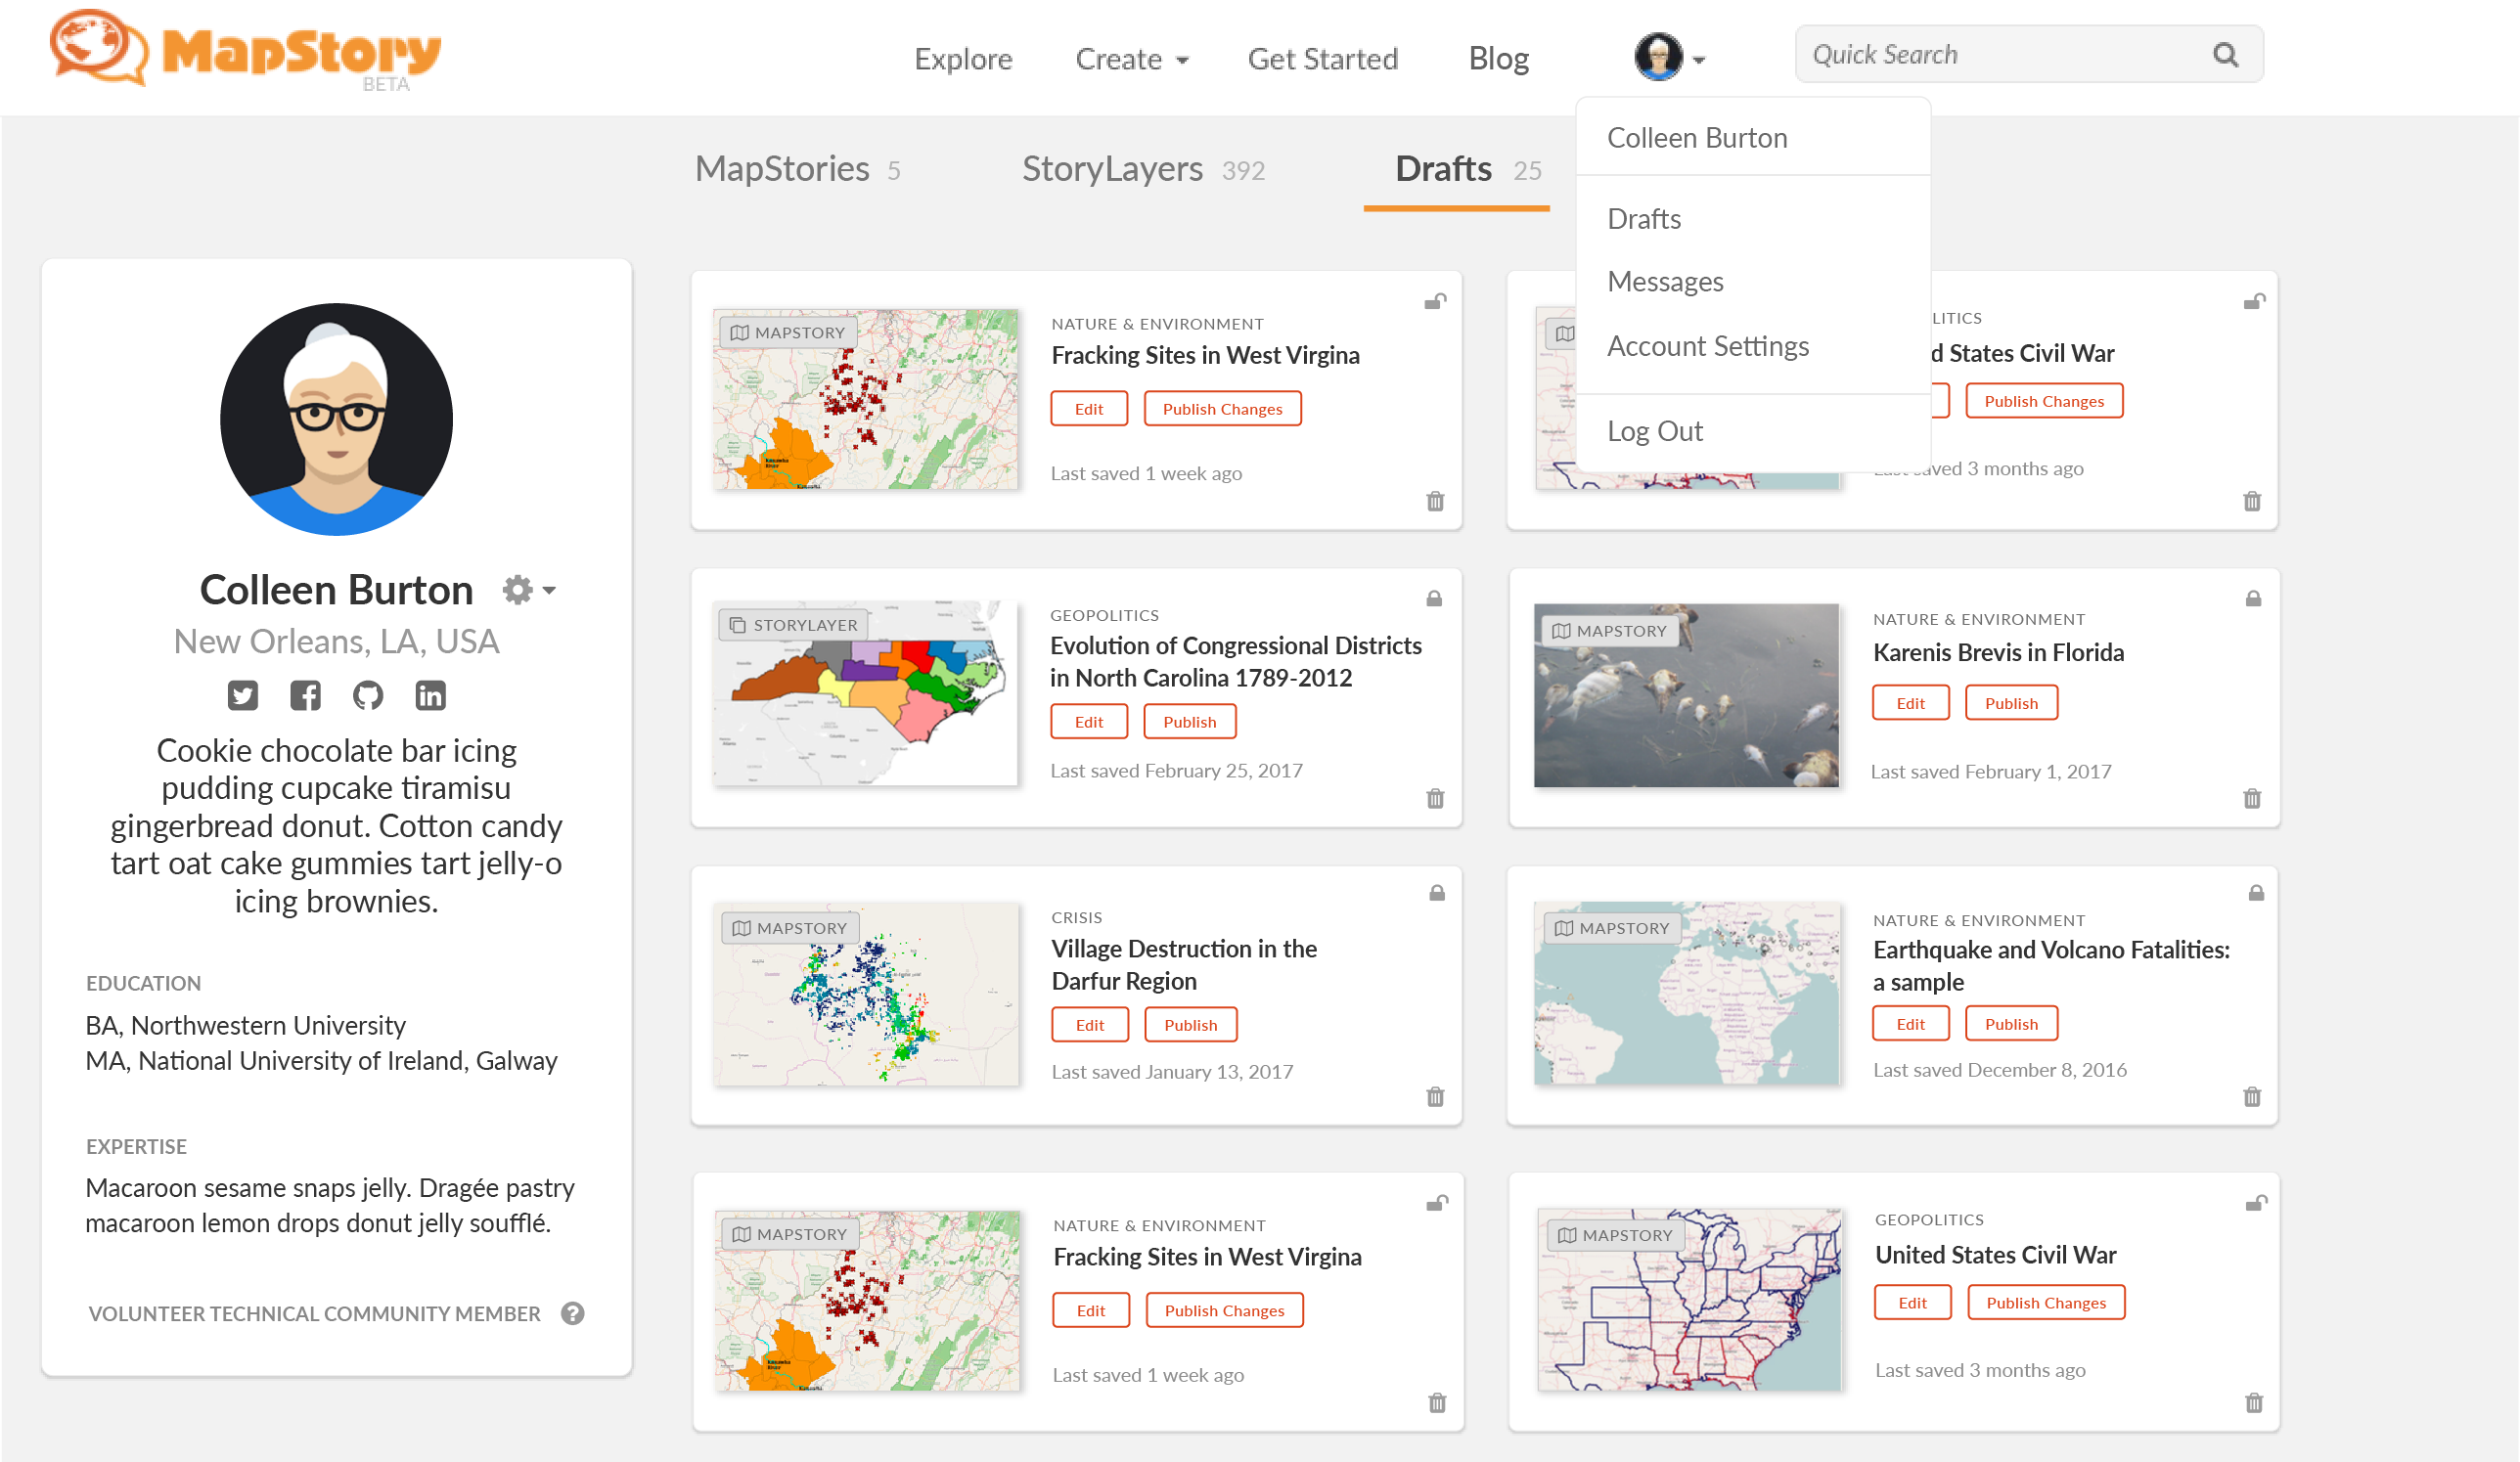 MapStory
BETA
Explore
Create
Get Started
Blog
Quick Search
Colleen Burton
Drafts
Messages
Account Settings
Log Out
MapStories 5
StoryLayers 392
Drafts 25
Colleen Burton
New Orleans, LA, USA
Cookie chocolate bar icing
pudding cupcake tiramisu
gingerbread donut. Cotton candy
tart oat cake gummies tart jelly-o
icing brownies.
EDUCATION
BA, Northwestern University
MA, National University of Ireland, Galway
EXPERTISE
Macaroon sesame snaps jelly. Dragée pastry
macaroon lemon drops donut jelly soufflé.
VOLUNTEER TECHNICAL COMMUNITY MEMBER
MAPSTORY
NATURE & ENVIRONMENT
Fracking Sites in West Virgina
Edit
Publish Changes
Last saved 1 week ago
LITICS
d States Civil War
Publish Changes
Last saved 3 months ago
STORYLAYER
GEOPOLITICS
Evolution of Congressional Districts
in North Carolina 1789-2012
Edit
Publish
Last saved February 25, 2017
MAPSTORY
NATURE & ENVIRONMENT
Karenis Brevis in Florida
Edit
Publish
Last saved February 1, 2017
MAPSTORY
CRISIS
Village Destruction in the
Darfur Region
Edit
Publish
Last saved January 13, 2017
MAPSTORY
NATURE & ENVIRONMENT
Earthquake and Volcano Fatalities:
a sample
Edit
Publish
Last saved December 8, 2016
MAPSTORY
NATURE & ENVIRONMENT
Fracking Sites in West Virgina
Edit
Publish Changes
Last saved 1 week ago
MAPSTORY
GEOPOLITICS
United States Civil War
Edit
Publish Changes
Last saved 3 months ago